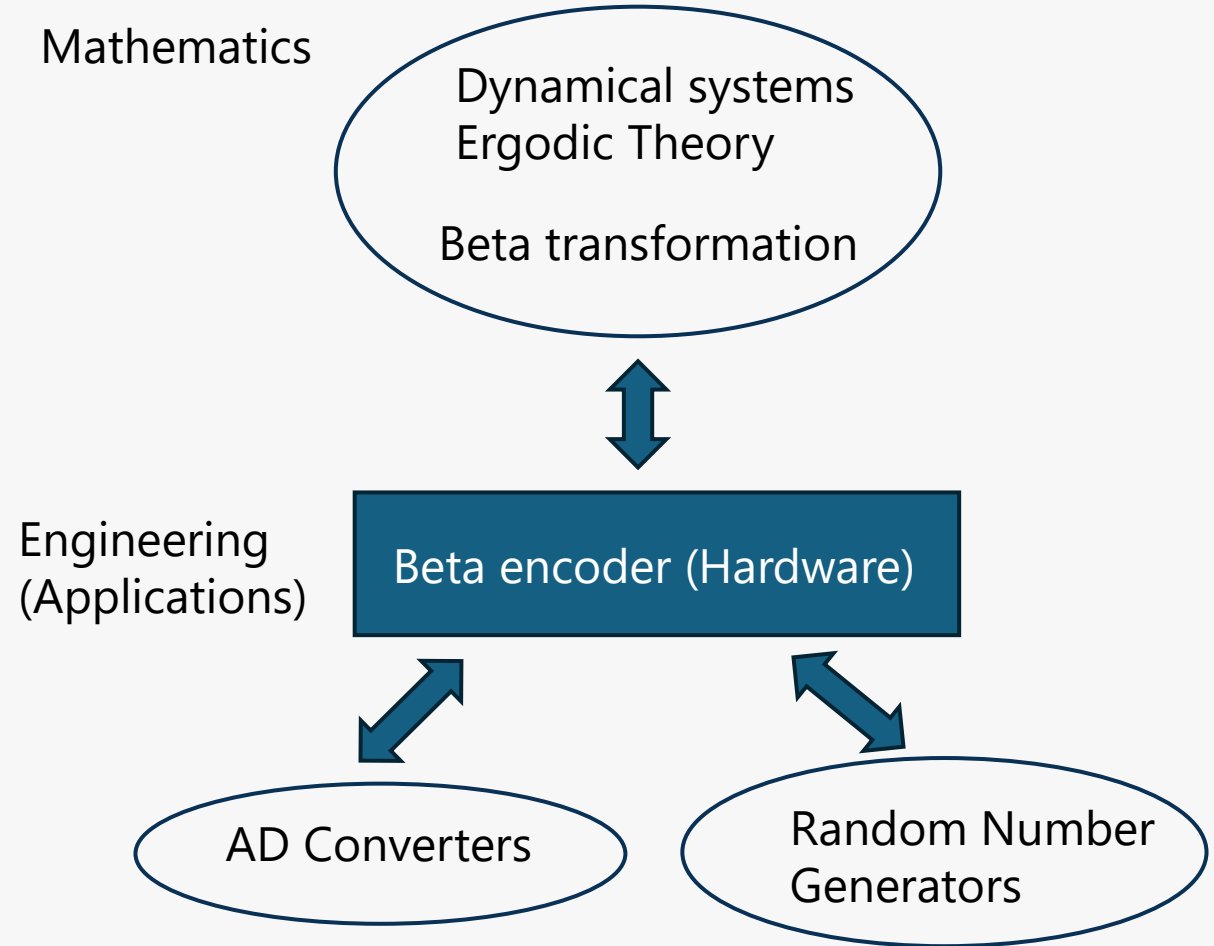 Mathematics
Dynamical systems
Ergodic Theory
Beta transformation
Engineering
(Applications)
Beta encoder (Hardware)
AD Converters
Random Number
Generators